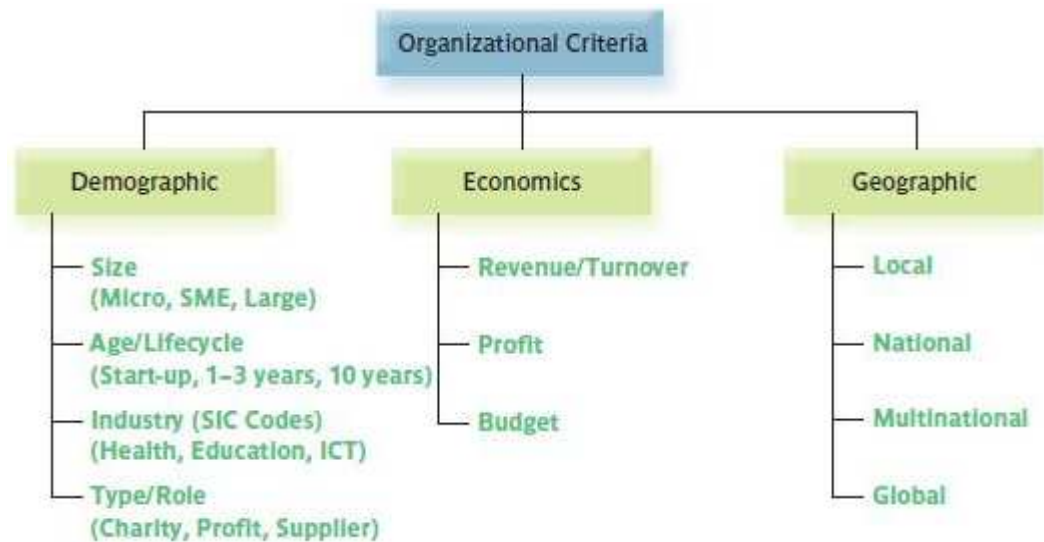 Organizational Criteria
Demographic
Economics
Geographic
Size
(Micro, SME, Large)
Age/Lifecycle
(Start-up, 1–3 years, 10 years)
Industry (SIC Codes)
(Health, Education, ICT)
Type/Role
(Charity, Profit, Supplier)
Revenue/Turnover
Profit
Budget
Local
National
Multinational
Global